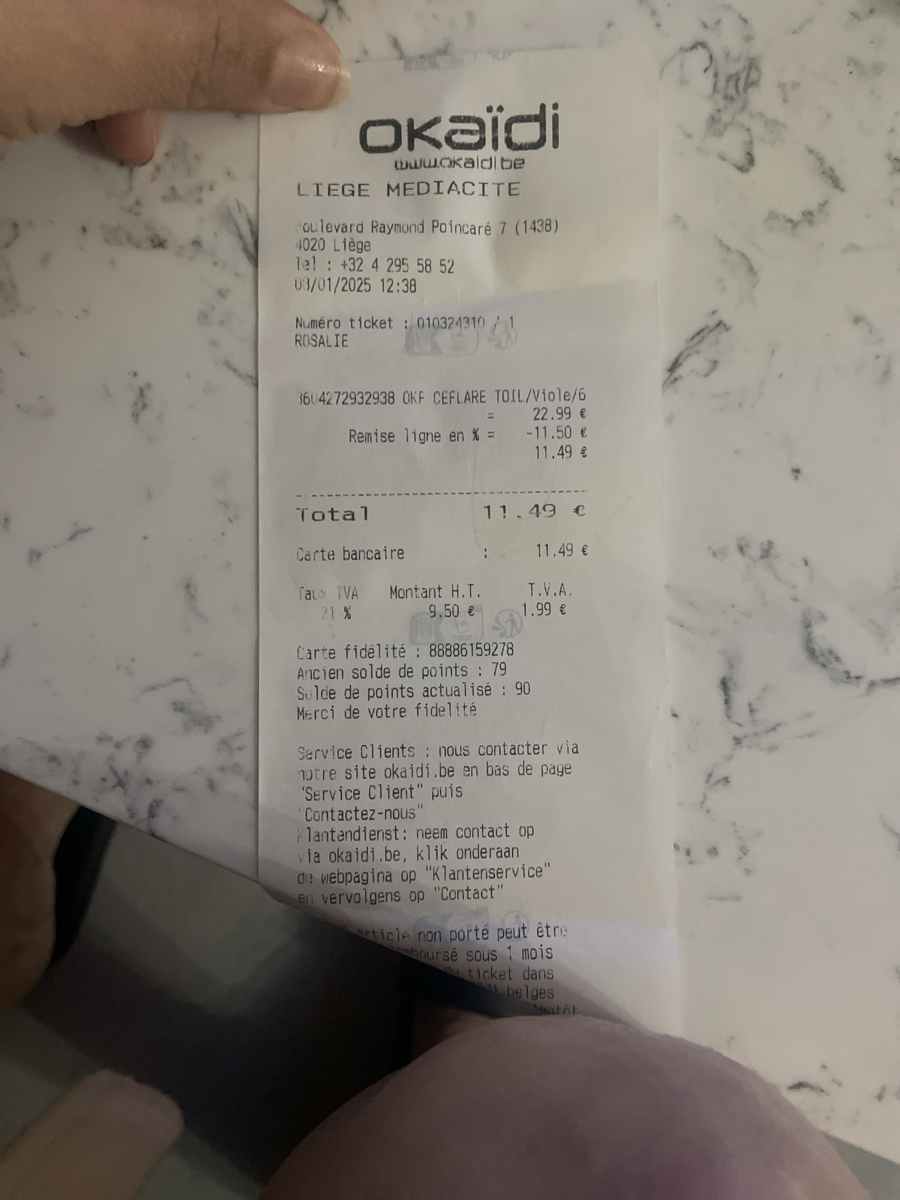 okaïdi
www.okaidi.be
LIEGE MEDIACITE
Boulevard Raymond Poincaré 7 (1438)
4020 Liège
Tel : +32 4 295 58 52
03/01/2025 12:38
Numéro ticket : 010324310 / 1
ROSALIE
3604272932938 OKF CEFLARE TOIL/Viole/6
= 22.99 €
Remise ligne en % = -11.50 €
11.49 €
Total 11.49 €
Carte bancaire : 11.49 €
Taux TVA Montant H.T. T.V.A.
21 % 9.50 € 1.99 €
Carte fidélité : 88886159278
Ancien solde de points : 79
Solde de points actualisé : 90
Merci de votre fidelité
Service Clients : nous contacter via
notre site okaidi.be en bas de page
"Service Client" puis
"Contactez-nous"
Klantendienst: neem contact op
via okaidi.be, klik onderaan
de webpagina op "Klantenservice"
en vervolgens op "Contact"
article non porté peut être
sous 1 mois
ticket dans
belges